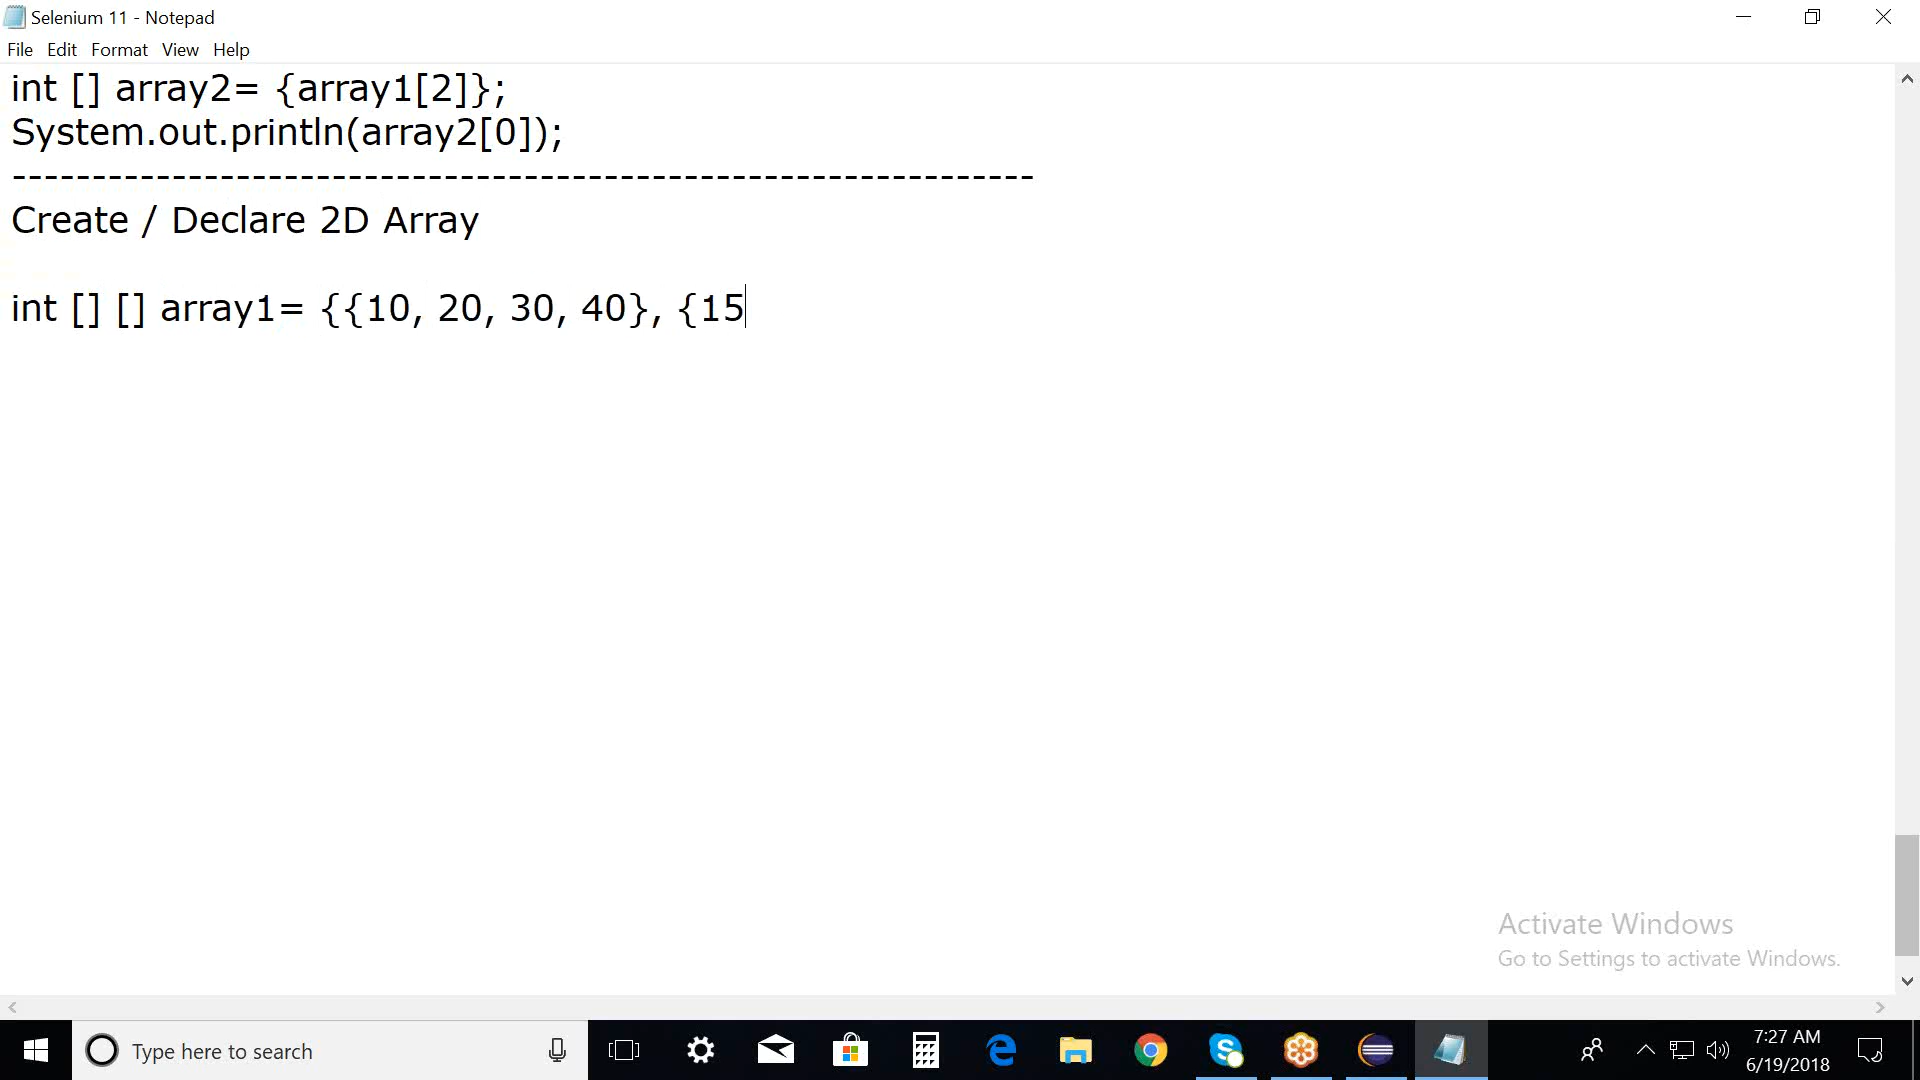 Selenium 11 - Notepad
File Edit Format View Help
int [] array2= {array1[2]};
System.out.println(array2[0]);
----------------------------------------------------------------
Create / Declare 2D Array
int [] [] array1= {{10, 20, 30, 40}, {15
Activate Windows
Go to Settings to activate Windows.
Type here to search
7:27 AM
6/19/2018